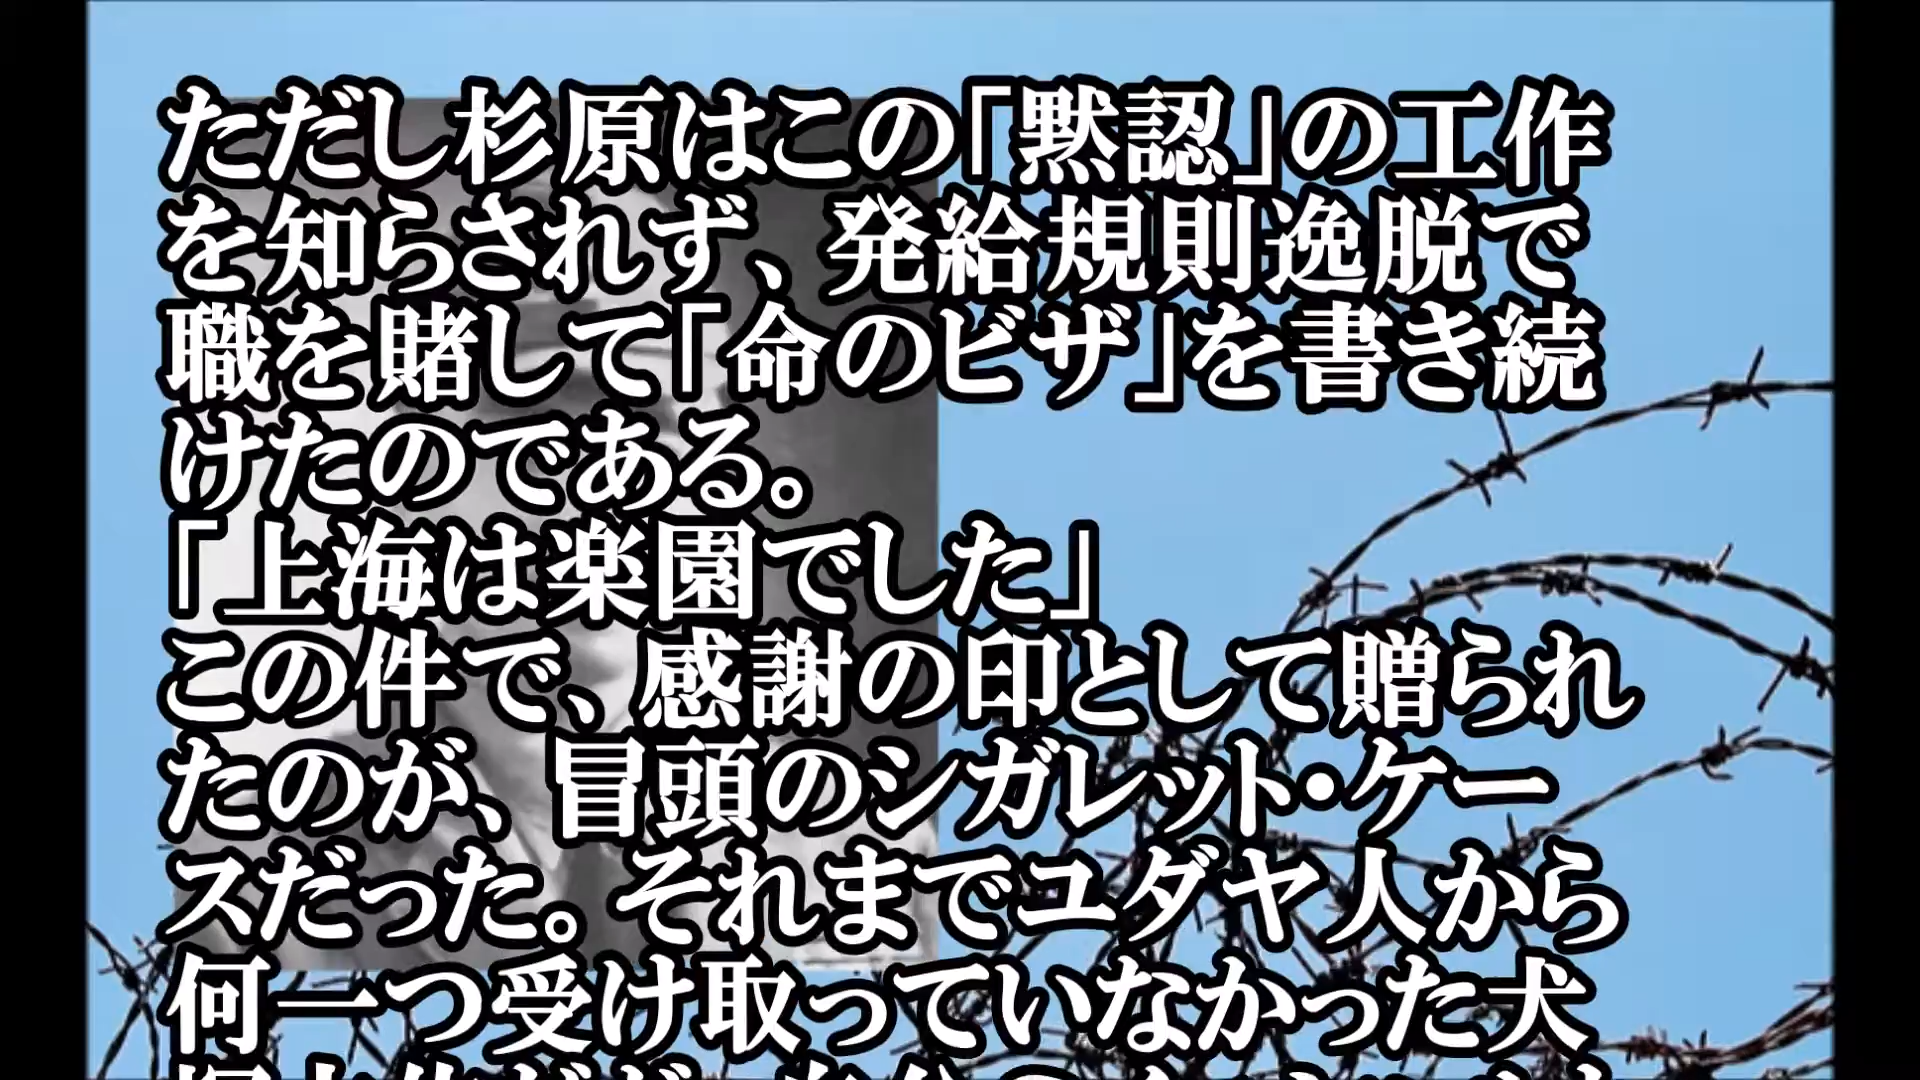 ただし杉原はこの「黙認」の工作
を知らされず、発給規則逸脱で
職を賭して「命のビザ」を書き続
けたのである。
「上海は楽園でした」
この件で、感謝の印として贈られ
たのが、冒頭のシガレット・ケー
スだった。それまでユダヤ人から
何一つ受け取っていなかった犬